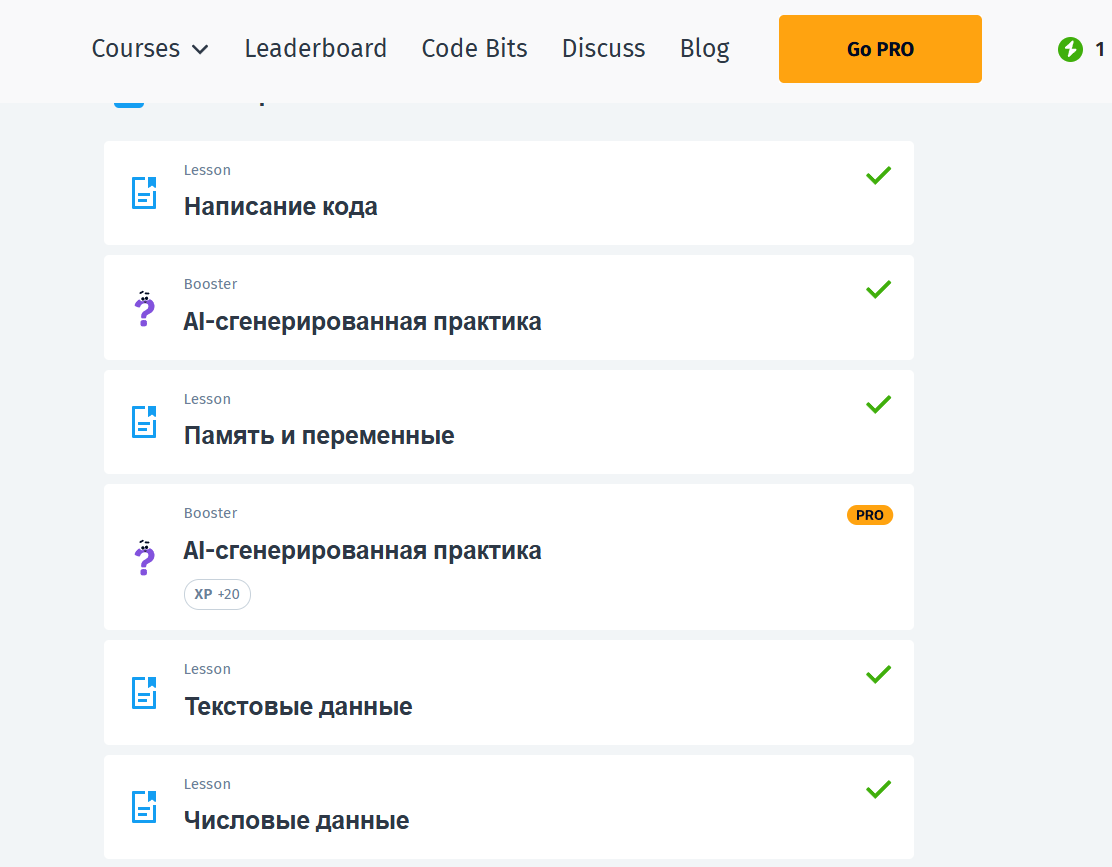 Courses Leaderboard Code Bits Discuss Blog Go PRO 1
Lesson
Написание кода
Booster
AI-сгенерированная практика
Lesson
Память и переменные
Booster
PRO
AI-сгенерированная практика
XP +20
Lesson
Текстовые данные
Lesson
Числовые данные